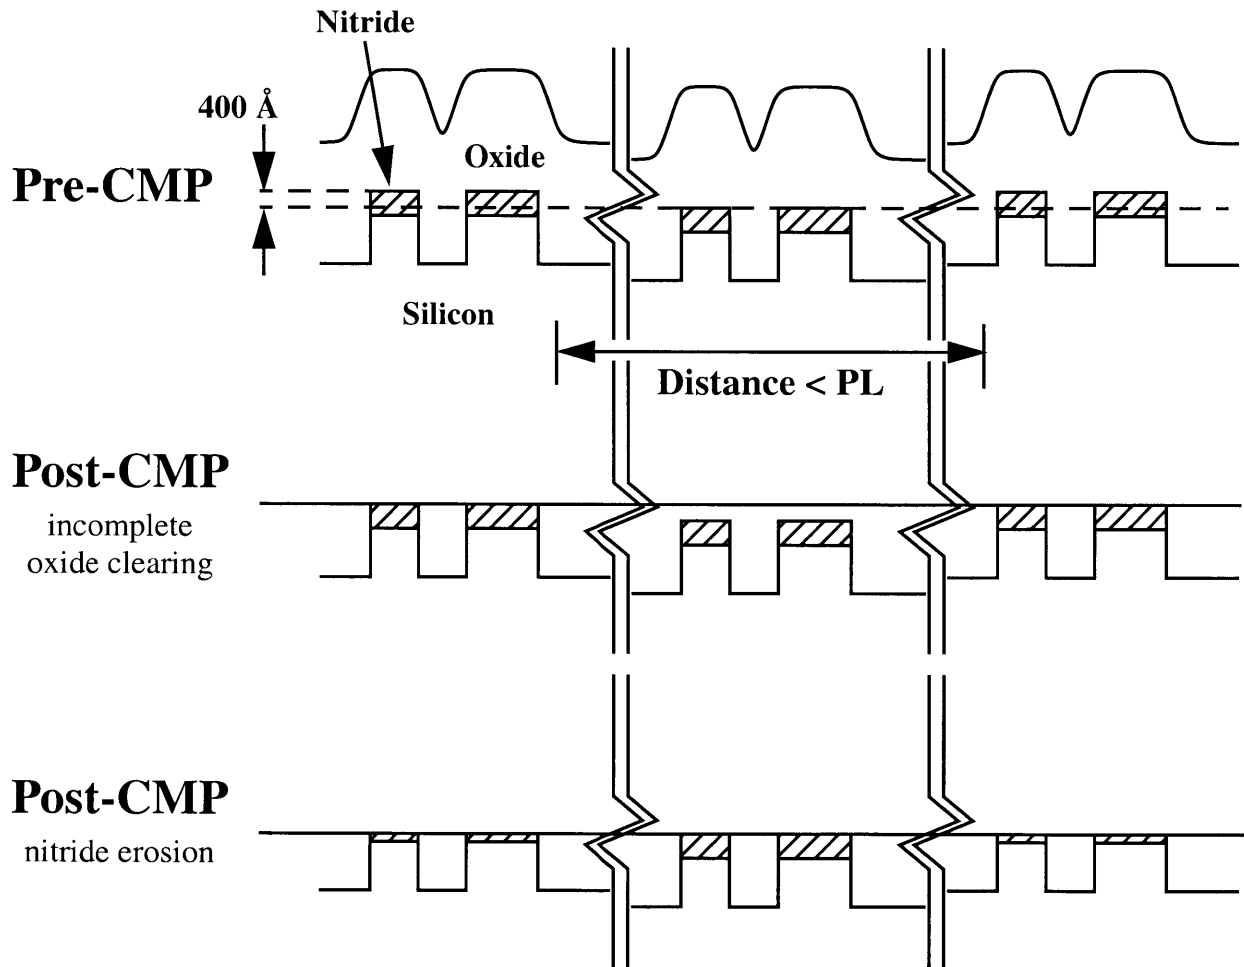 Nitride
400 Å
Oxide
Pre-CMP
Silicon
Distance < PL
Post-CMP
incomplete
oxide clearing
Post-CMP
nitride erosion